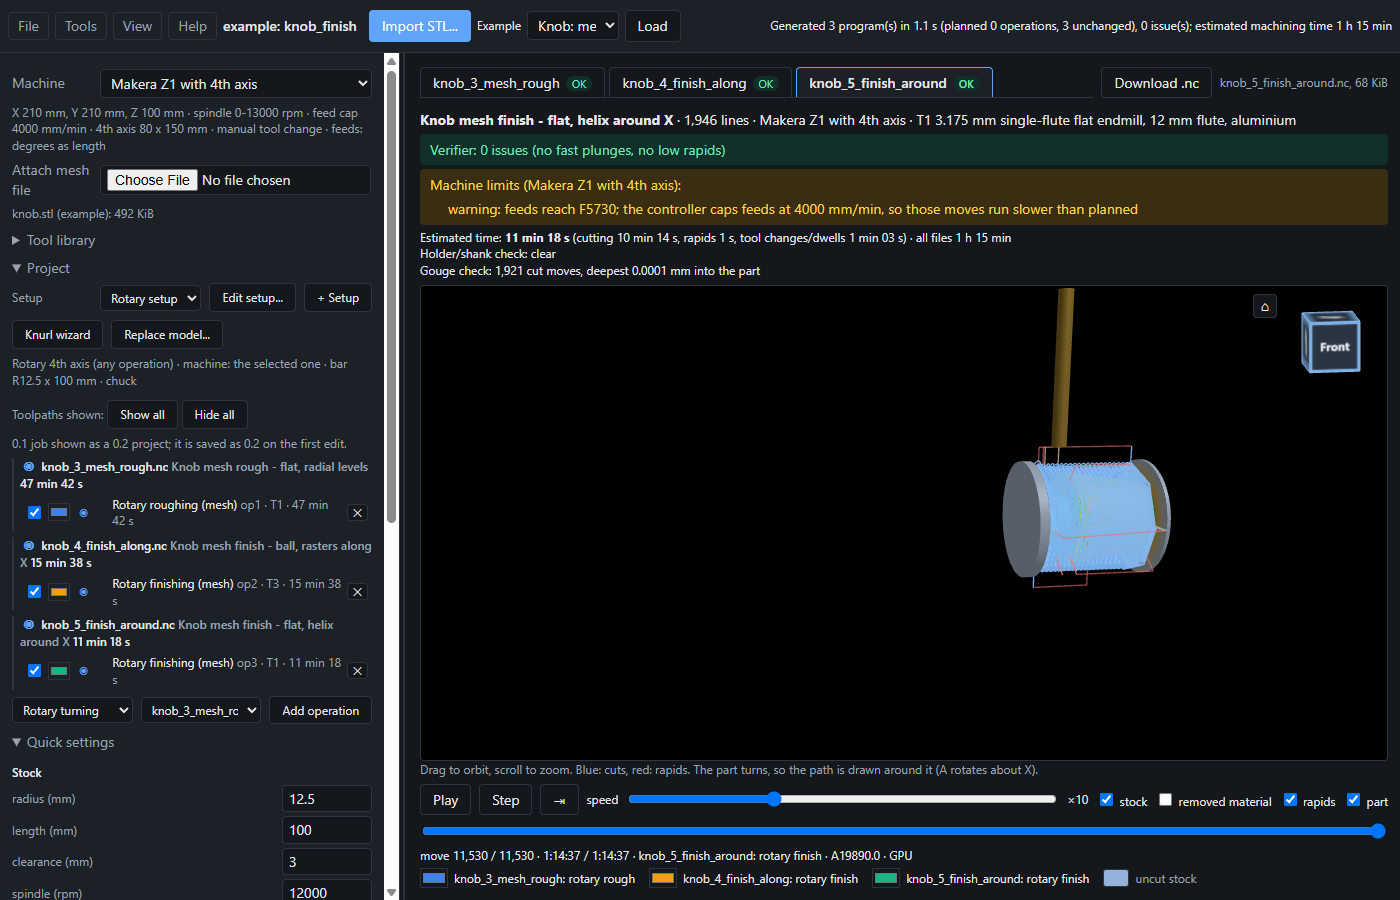 File
Tools
View
Help
example: knob_finish
Import STL...
Example
Knob: me
Load
Generated 3 program(s) in 1.1 s (planned 0 operations, 3 unchanged), 0 issue(s); estimated machining time 1 h 15 min
Machine
Makera Z1 with 4th axis
X 210 mm, Y 210 mm, Z 100 mm · spindle 0-13000 rpm · feed cap
4000 mm/min · 4th axis 80 x 150 mm · manual tool change · feeds:
degrees as length
Attach mesh
file
Choose File No file chosen
knob.stl (example): 492 KiB
Tool library
Project
Setup
Rotary setup
Edit setup...
+ Setup
Knurl wizard
Replace model...
Rotary 4th axis (any operation) · machine: the selected one · bar
R12.5 x 100 mm · chuck
Toolpaths shown:
Show all
Hide all
0.1 job shown as a 0.2 project; it is saved as 0.2 on the first edit.
knob_3_mesh_rough.nc Knob mesh rough - flat, radial levels
47 min 42 s
Rotary roughing (mesh) op1 · T1 · 47 min
42 s
knob_4_finish_along.nc Knob mesh finish - ball, rasters along
X 15 min 38 s
Rotary finishing (mesh) op2 · T3 · 15 min 38
s
knob_5_finish_around.nc Knob mesh finish - flat, helix
around X 11 min 18 s
Rotary finishing (mesh) op3 · T1 · 11 min 18
s
Rotary turning
knob_3_mesh_rc
Add operation
Quick settings
Stock
radius (mm)
12.5
length (mm)
100
clearance (mm)
3
spindle (rpm)
12000
knob_3_mesh_rough OK
knob_4_finish_along OK
knob_5_finish_around OK
Download .nc
knob_5_finish_around.nc, 68 KiB
Knob mesh finish - flat, helix around X · 1,946 lines · Makera Z1 with 4th axis · T1 3.175 mm single-flute flat endmill, 12 mm flute, aluminium
Verifier: 0 issues (no fast plunges, no low rapids)
Machine limits (Makera Z1 with 4th axis):
warning: feeds reach F5730; the controller caps feeds at 4000 mm/min, so those moves run slower than planned
Estimated time: 11 min 18 s (cutting 10 min 14 s, rapids 1 s, tool changes/dwells 1 min 03 s) · all files 1 h 15 min
Holder/shank check: clear
Gouge check: 1,921 cut moves, deepest 0.0001 mm into the part
Front
Drag to orbit, scroll to zoom. Blue: cuts, red: rapids. The part turns, so the path is drawn around it (A rotates about X).
Play
Step
speed
×10
stock
removed material
rapids
part
move 11,530 / 11,530 · 1:14:37 / 1:14:37 · knob_5_finish_around: rotary finish · A19890.0 · GPU
knob_3_mesh_rough: rotary rough
knob_4_finish_along: rotary finish
knob_5_finish_around: rotary finish
uncut stock